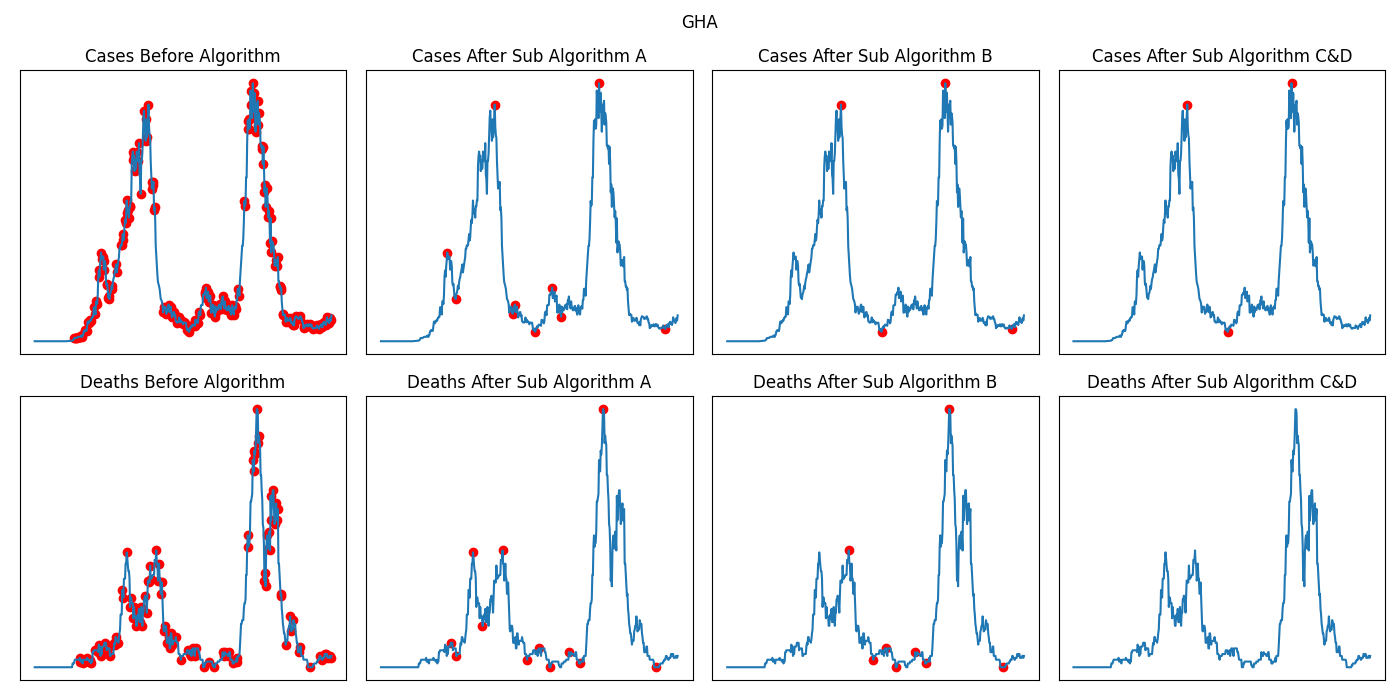 GHA
Cases Before Algorithm
Cases After Sub Algorithm A
Cases After Sub Algorithm B
Cases After Sub Algorithm C&D
Deaths Before Algorithm
Deaths After Sub Algorithm A
Deaths After Sub Algorithm B
Deaths After Sub Algorithm C&D